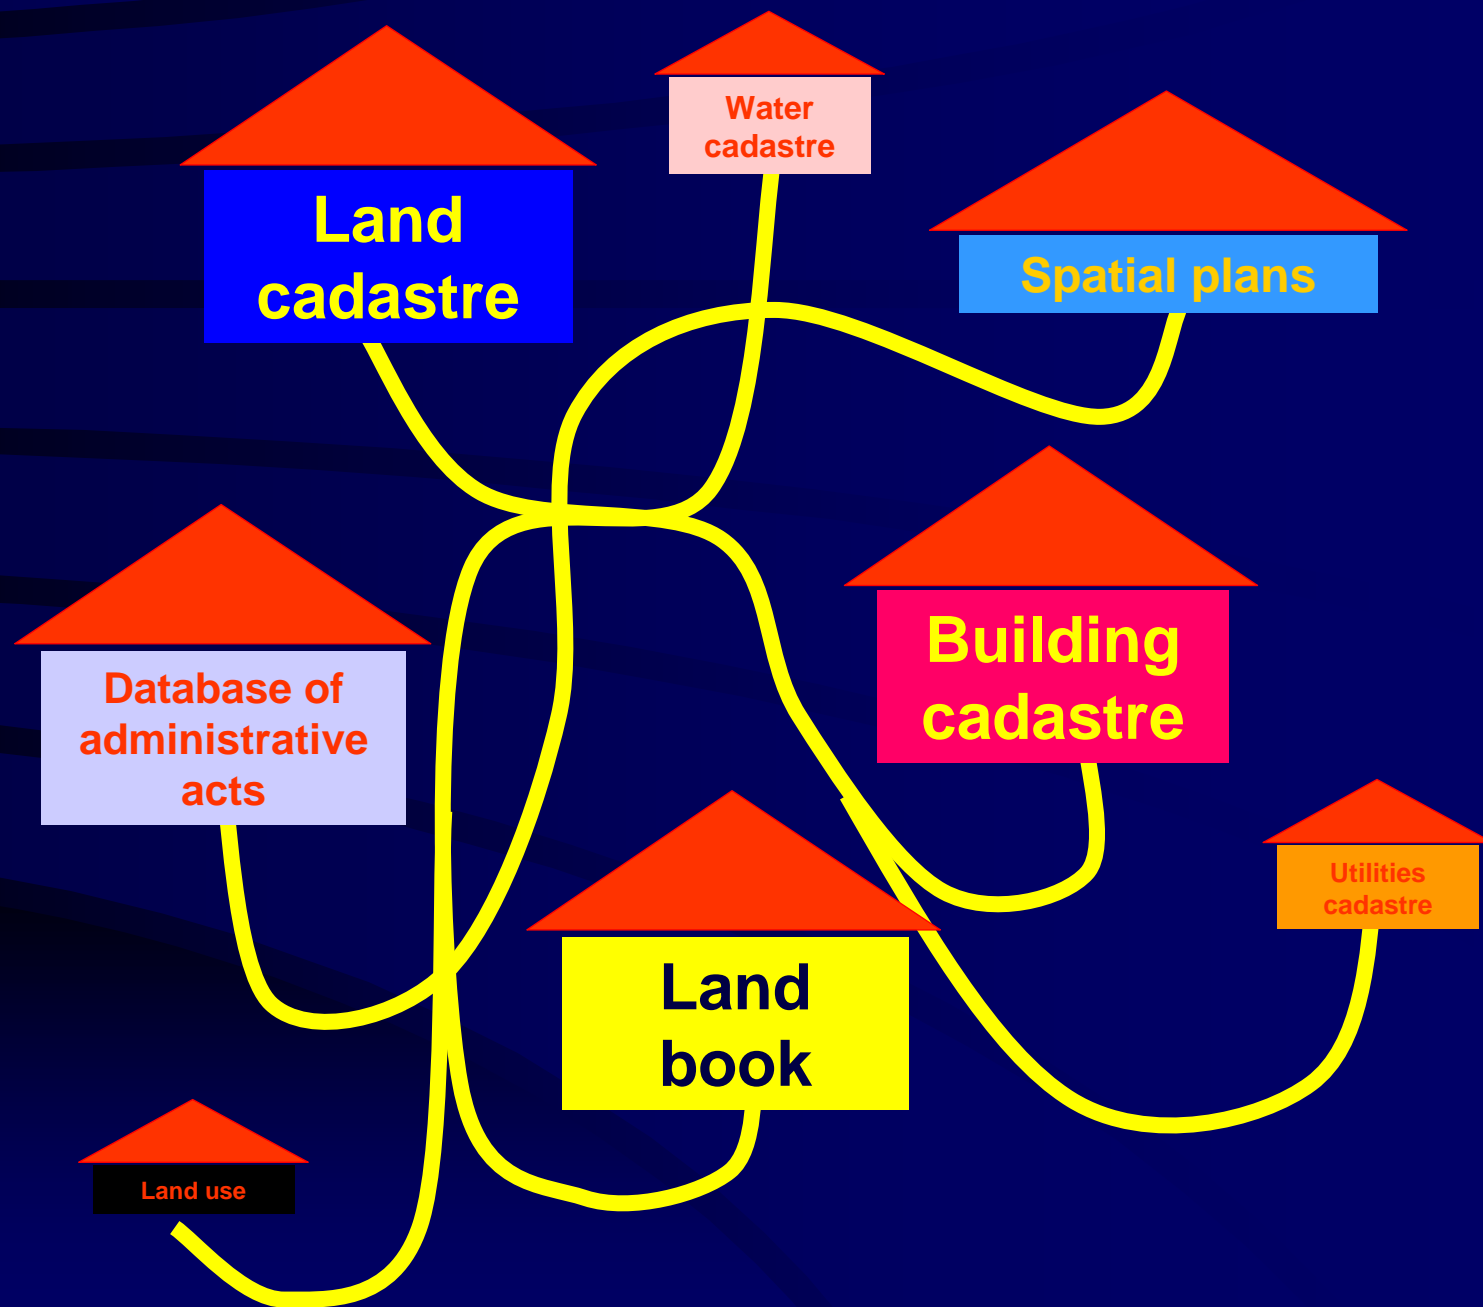 Water
cadastre
Land
cadastre
Spatial plans
Building
cadastre
Database of
administrative
acts
Utilities
cadastre
Land
book
Land use